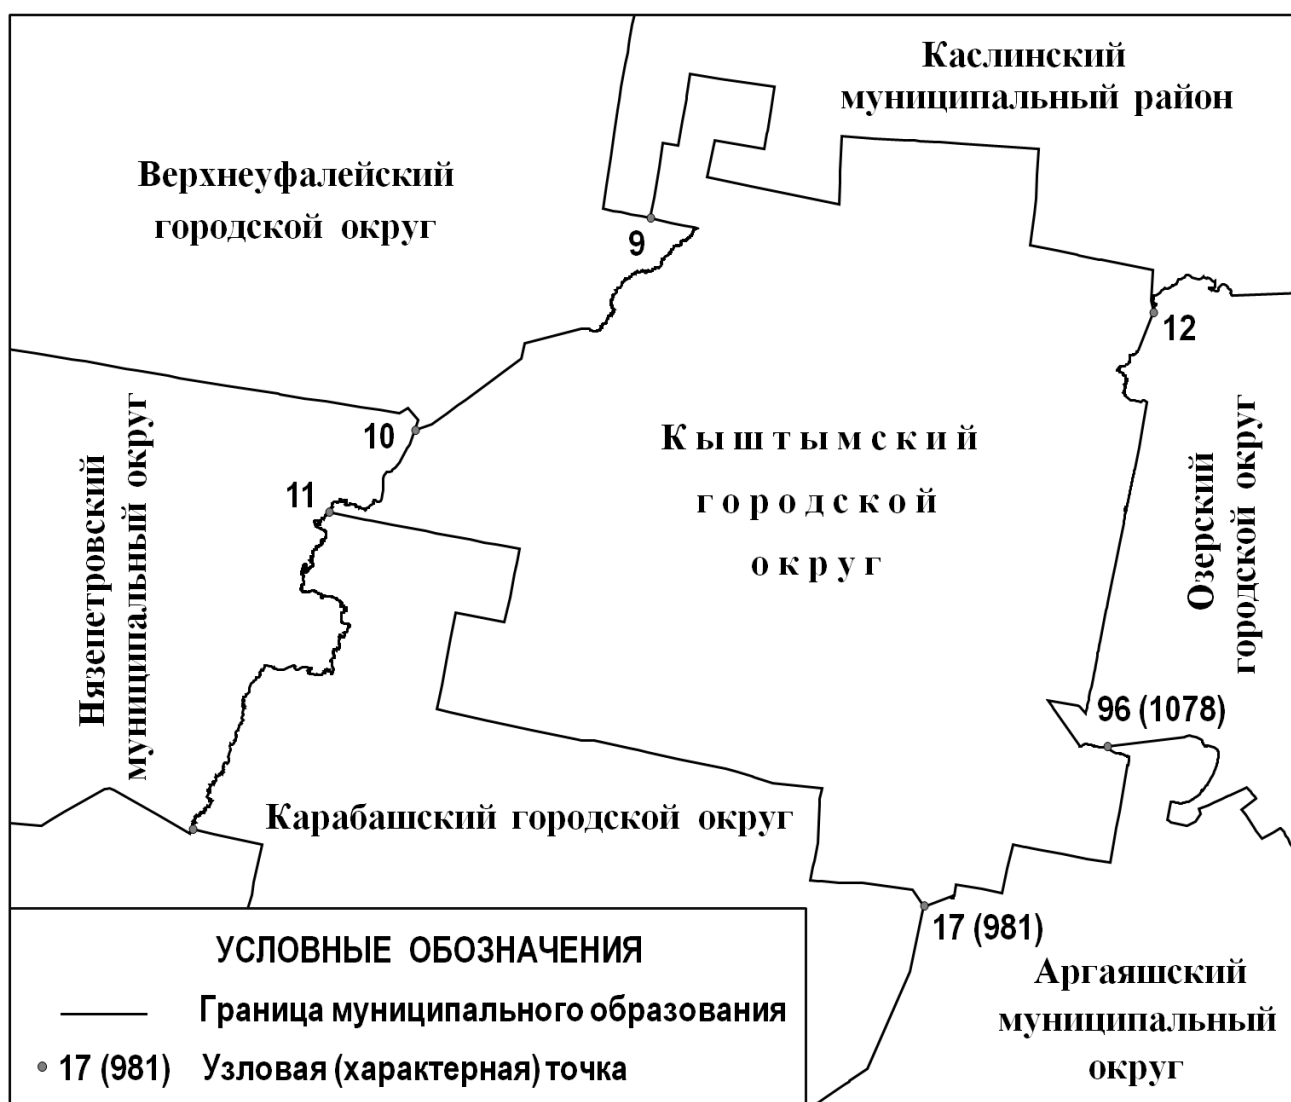 Каслинский
муниципальный район
Верхнеуфалейский
городской округ
9
12
10
11
Кыштымский
городской
округ
Нязепетровский
муниципальный округ
Озерский
городской округ
96 (1078)
Карабашский городской округ
17 (981)
Аргаяшский
муниципальный
округ
УСЛОВНЫЕ ОБОЗНАЧЕНИЯ
Граница муниципального образования
17 (981) Узловая (характерная) точка